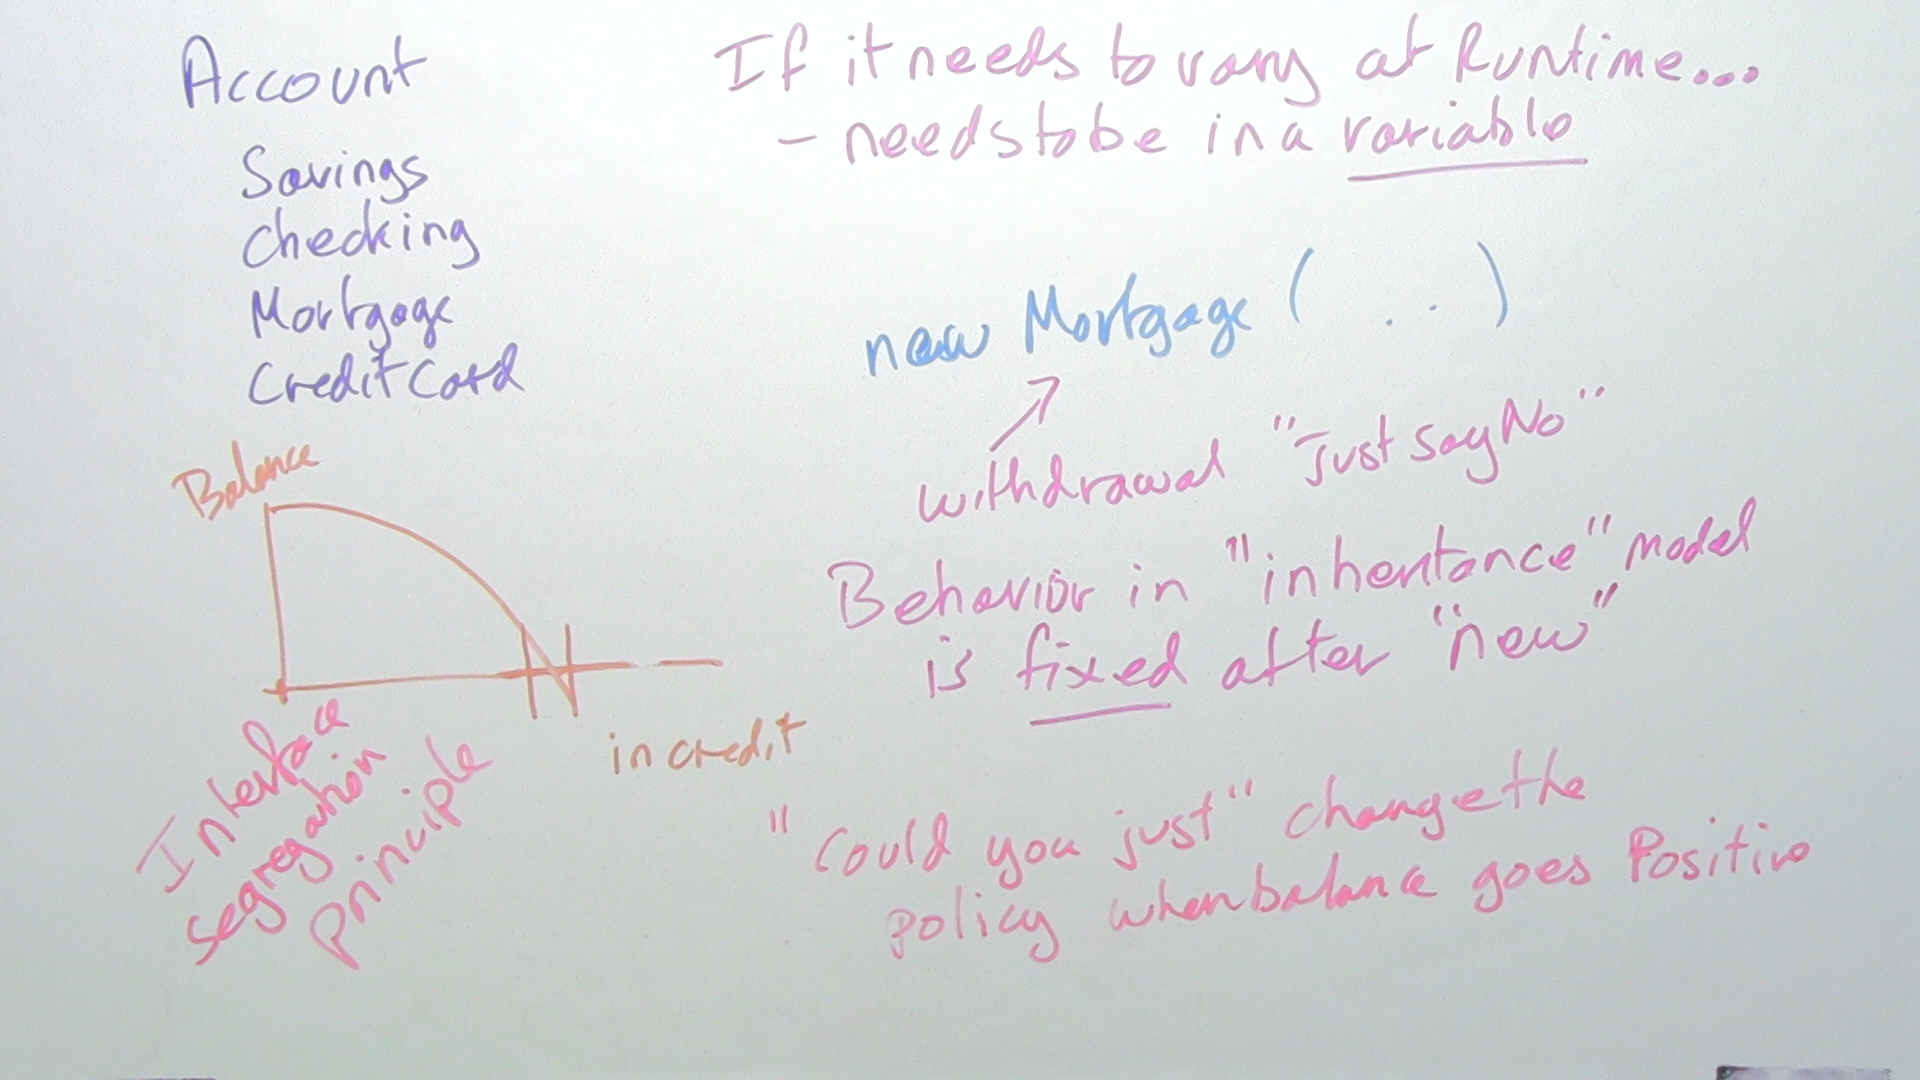 Account
Savings
Checking
Mortgage
Credit Card
Balance
in credit
Interface
segregation
principle
If it needs to vary at Runtime...
- needs to be in a variable
new Mortgage ( .. )
withdrawal "Just say No"
Behavior in "inheritance" model
is fixed after "new"
"Could you just" change the
policy when balance goes Positive